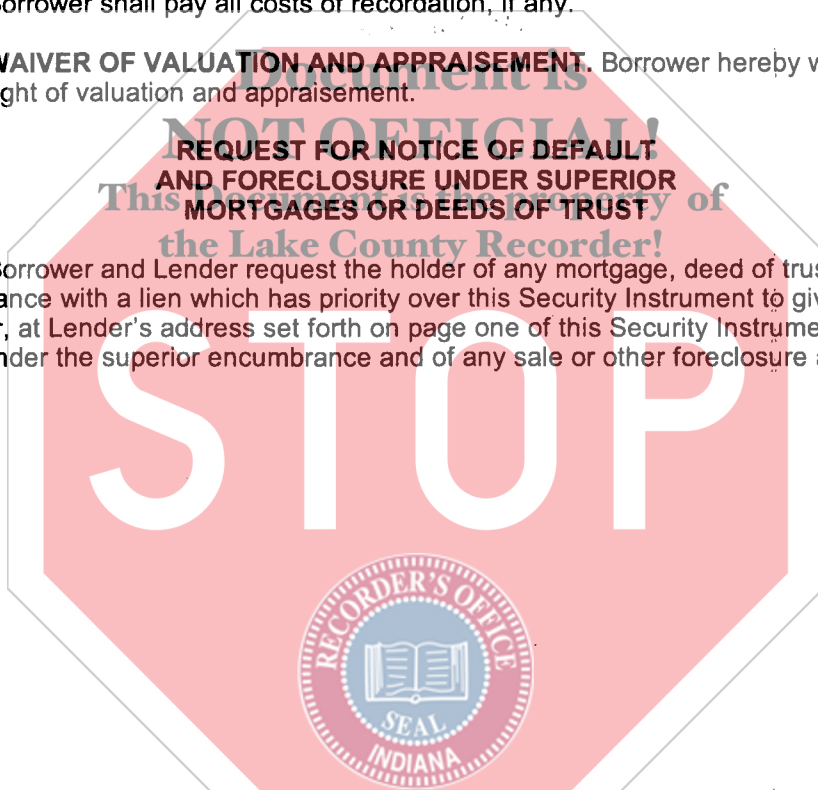 orrower shall pay all costs of recordation, if any.
WAIVER OF VALUATION AND APPRAISEMENT. Borrower hereby w
ght of valuation and appraisement.
Document is
NOT OFFICIAL!
This Document is the property of
the Lake County Recorder!
REQUEST FOR NOTICE OF DEFAULT
AND FORECLOSURE UNDER SUPERIOR
MORTGAGES OR DEEDS OF TRUST
orrower and Lender request the holder of any mortgage, deed of trus
ance with a lien which has priority over this Security Instrument to giv
r, at Lender's address set forth on page one of this Security Instrume
nder the superior encumbrance and of any sale or other foreclosure a
STOP
RECORDER'S OFFICE
SEAL
INDIANA